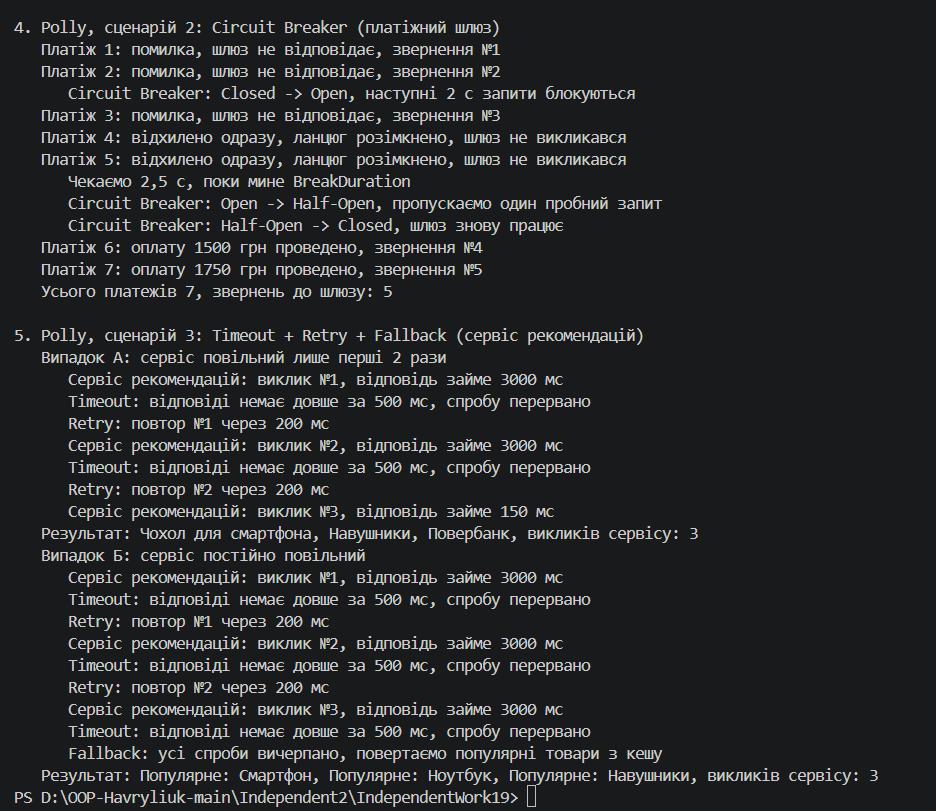 4. Polly, сценарій 2: Circuit Breaker (платіжний шлюз)
Платіж 1: помилка, шлюз не відповідає, звернення №1
Платіж 2: помилка, шлюз не відповідає, звернення №2
Circuit Breaker: Closed -> Open, наступні 2 с запити блокуються
Платіж 3: помилка, шлюз не відповідає, звернення №3
Платіж 4: відхилено одразу, ланцюг розімкнено, шлюз не викликався
Платіж 5: відхилено одразу, ланцюг розімкнено, шлюз не викликався
Чекаємо 2,5 с, поки мине BreakDuration
Circuit Breaker: Open -> Half-Open, пропускаємо один пробний запит
Circuit Breaker: Half-Open -> Closed, шлюз знову працює
Платіж 6: оплату 1500 грн проведено, звернення №4
Платіж 7: оплату 1750 грн проведено, звернення №5
Усього платежів 7, звернень до шлюзу: 5
5. Polly, сценарій 3: Timeout + Retry + Fallback (сервіс рекомендацій)
Випадок А: сервіс повільний лише перші 2 рази
Сервіс рекомендацій: виклик №1, відповідь займе 3000 мс
Timeout: відповіді немає довше за 500 мс, спробу перервано
Retry: повтор №1 через 200 мс
Сервіс рекомендацій: виклик №2, відповідь займе 3000 мс
Timeout: відповіді немає довше за 500 мс, спробу перервано
Retry: повтор №2 через 200 мс
Сервіс рекомендацій: виклик №3, відповідь займе 150 мс
Результат: Чохол для смартфона, Навушники, Повербанк, викликів сервісу: 3
Випадок Б: сервіс постійно повільний
Сервіс рекомендацій: виклик №1, відповідь займе 3000 мс
Timeout: відповіді немає довше за 500 мс, спробу перервано
Retry: повтор №1 через 200 мс
Сервіс рекомендацій: виклик №2, відповідь займе 3000 мс
Timeout: відповіді немає довше за 500 мс, спробу перервано
Retry: повтор №2 через 200 мс
Сервіс рекомендацій: виклик №3, відповідь займе 3000 мс
Timeout: відповіді немає довше за 500 мс, спробу перервано
Fallback: усі спроби вичерпано, повертаємо популярні товари з кешу
Результат: Популярне: Смартфон, Популярне: Ноутбук, Популярне: Навушники, викликів сервісу: 3
PS D:\OOP-Havryliuk-main\Independent2\IndependentWork19>